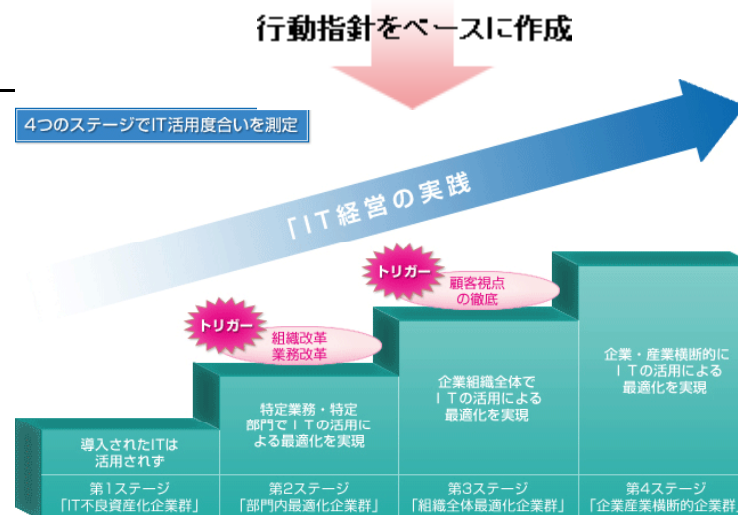 行動指針をベースに作成
4つのステージでIT活用度合いを測定
「IT経営の実践
トリガー
顧客視点
の徹底
トリガー
組織改革
業務改革
導入されたITは
活用されず
特定業務・特定
部門でITの活用に
よる最適化を実現
企業組織全体で
ITの活用による
最適化を実現
企業・産業横断的に
ITの活用による
最適化を実現
第1ステージ
「IT不良資産化企業群」
第2ステージ
「部門内最適化企業群」
第3ステージ
「組織全体最適化企業群」
第4ステージ
「企業産業横断的企業群」